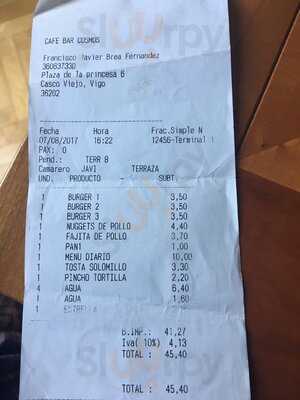 CAFE BAR COSMOS
Francisco Javier Brea Fernandez
36083733D
Plaza de la princesa 6
Casco Viejo, Vigo
36202
Fecha Hora Frac.Simple N
07/08/2017 16:22 12456-Terminal 1
PAX: 0
Pend.: TERR 8
Camarero JAVI TERRAZA
UND. PRODUCTO - SUBT.
1 BURGER 1 3,50
1 BURGER 2 3,50
1 BURGER 3 3,50
1 NUGGETS DE POLLO 4,40
1 FAJITA DE POLLO 3,70
1 PAN1 1,00
1 MENU DIARIO 10,00
1 TOSTA SOLOMILLO 3,30
1 PINCHO TORTILLA 2,20
4 AGUA 6,40
1 AGUA 1,60
1 ESTRELLA
B.IMP.: 41,27
Iva( 10%) 4,13
TOTAL : 45,40
TOTAL : 45,40